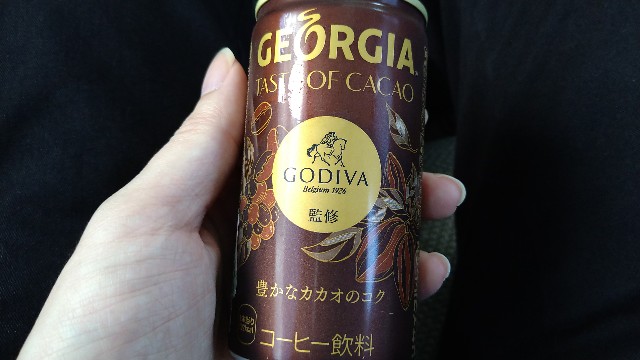 GEORGIA
TASTE OF CACAO
GODIVA
Belgium 1926
監修
豊かなカカオのコク
コーヒー飲料